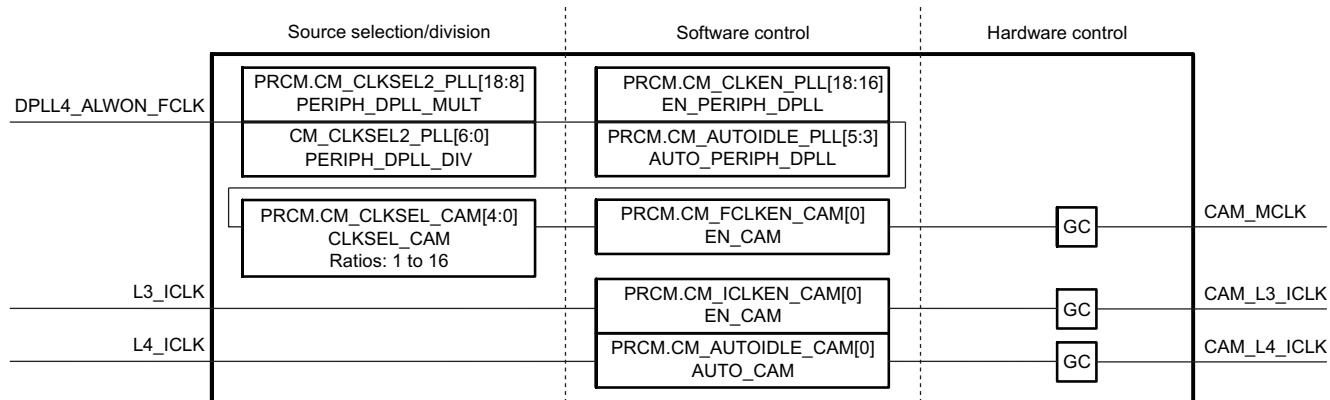 Source selection/division
Software control
Hardware control
DPLL4_ALWON_FCLK
PRCM.CM_CLKSEL2_PLL[18:8]
PERIPH_DPLL_MULT
CM_CLKSEL2_PLL[6:0]
PERIPH_DPLL_DIV
PRCM.CM_CLKEN_PLL[18:16]
EN_PERIPH_DPLL
PRCM.CM_AUTOIDLE_PLL[5:3]
AUTO_PERIPH_DPLL
PRCM.CM_CLKSEL_CAM[4:0]
CLKSEL_CAM
Ratios: 1 to 16
PRCM.CM_FCLKEN_CAM[0]
EN_CAM
GC
CAM_MCLK
L3_ICLK
PRCM.CM_ICLKEN_CAM[0]
EN_CAM
GC
CAM_L3_ICLK
L4_ICLK
PRCM.CM_AUTOIDLE_CAM[0]
AUTO_CAM
GC
CAM_L4_ICLK